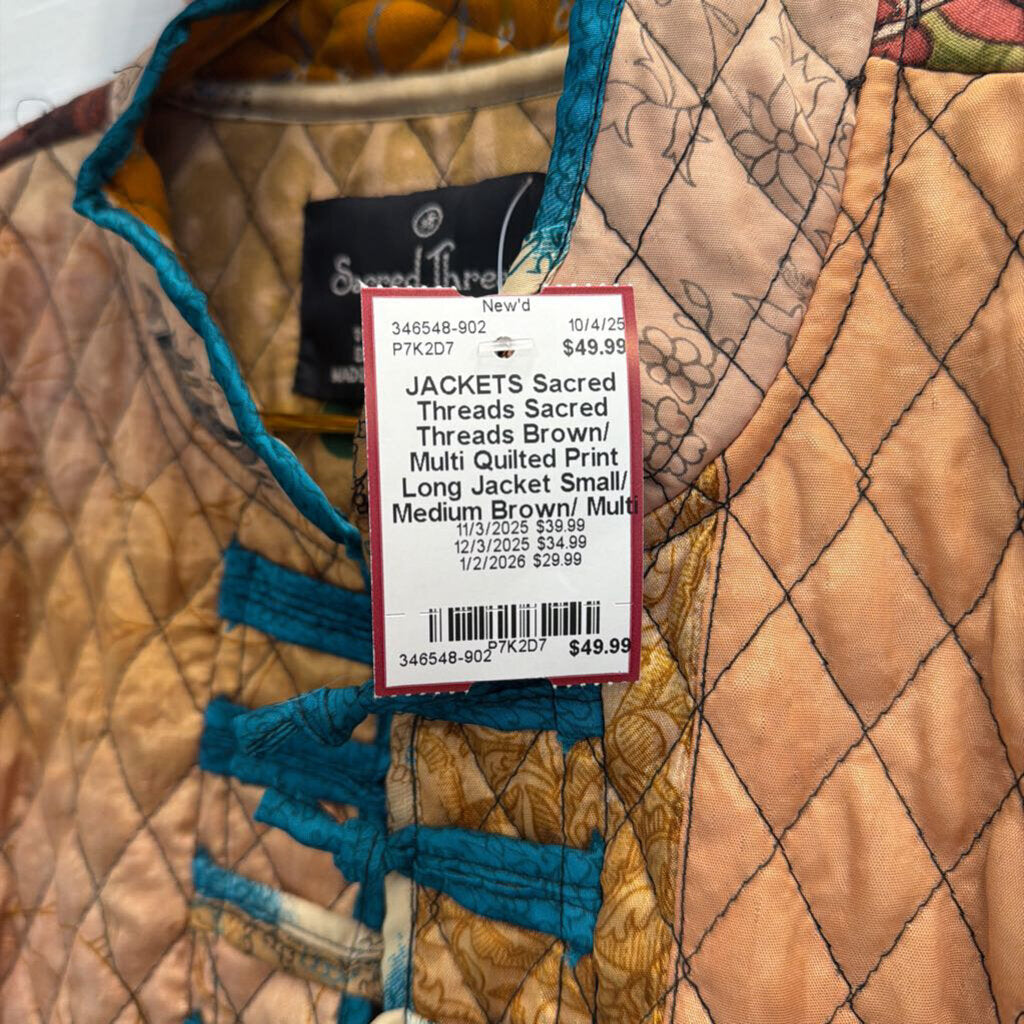 Sacred
New'd
346548-902 10/4/25
P7K2D7 $49.99
JACKETS Sacred
Threads Sacred
Threads Brown/
Multi Quilted Print
Long Jacket Small/
Medium Brown/ Multi
11/3/2025 $39.99
12/3/2025 $34.99
1/2/2026 $29.99
P7K2D7
346548-902 $49.99